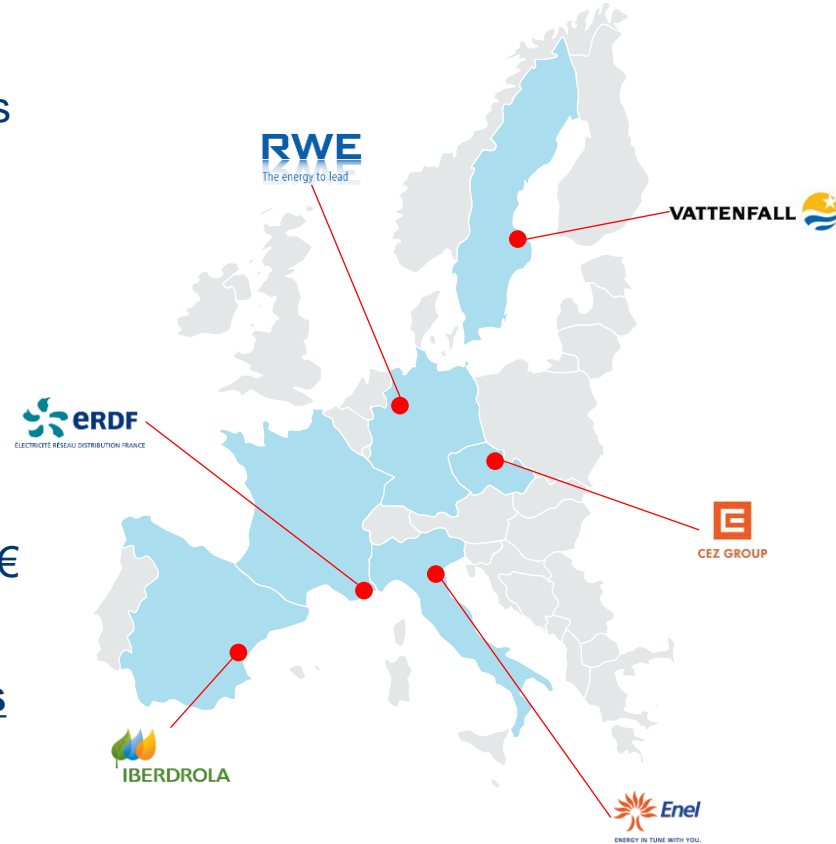 s
RWE
The energy to lead
VATTENFALL
eRDF
ÉLECTRICITÉ RÉSEAU DISTRIBUTION FRANCE
CEZ GROUP
€
s
IBERDROLA
Enel
ENERGY IN TUNE WITH YOU.